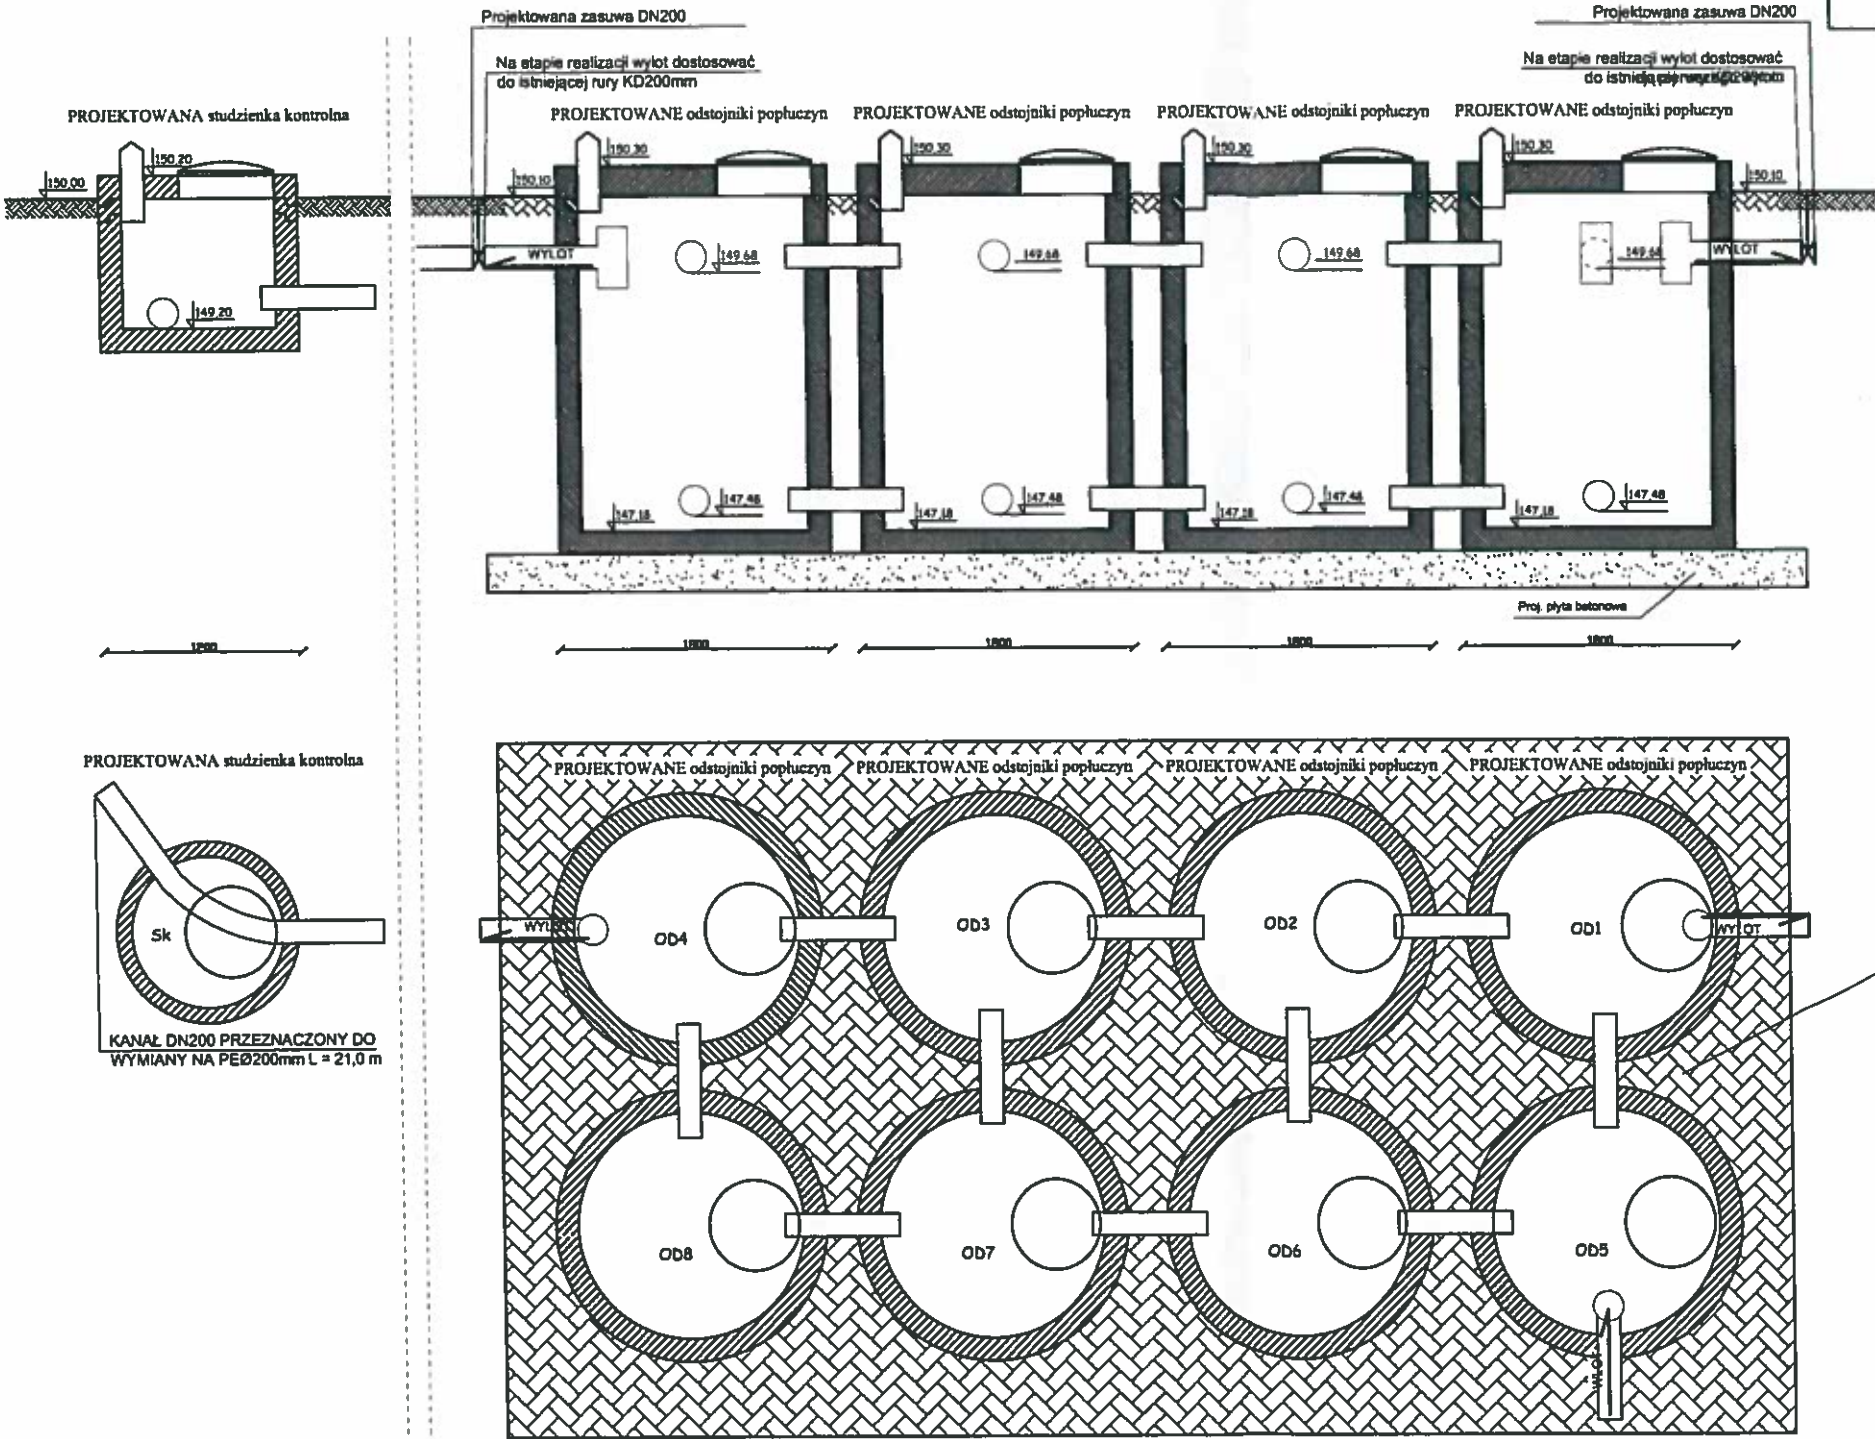 Projektowana zasuwa DN200
Projektowana zasuwa DN200
Na etapie realizacji wylot dostosować
do istniejącej rury KD200mm
Na etapie realizacji wylot dostosować
PROJEKTOWANA studzienka kontrolna
PROJEKTOWANE odstojniki popłuczyn
PROJEKTOWANE odstojniki popłuczyn
PROJEKTOWANE odstojniki popłuczyn
PROJEKTOWANE odstojniki popłuczyn
150,20
150,30
150,30
150,30
150,30
150,00
150,10
150,10
WYLOT
149,68
149,68
149,68
149,68
WYLOT
149,20
147,48
147,48
147,48
147,48
147,18
147,18
147,18
147,18
Proj. płyta betonowa
1200
1800
1800
1800
1800
PROJEKTOWANA studzienka kontrolna
PROJEKTOWANE odstojniki popłuczyn
PROJEKTOWANE odstojniki popłuczyn
PROJEKTOWANE odstojniki popłuczyn
PROJEKTOWANE odstojniki popłuczyn
Sk
WYLOT
OD4
OD3
OD2
OD1
WYLOT
KANAŁ DN200 PRZEZNACZONY DO
WYMIANY NA PEØ200mm L = 21,0 m
OD8
OD7
OD6
OD5
WLOT